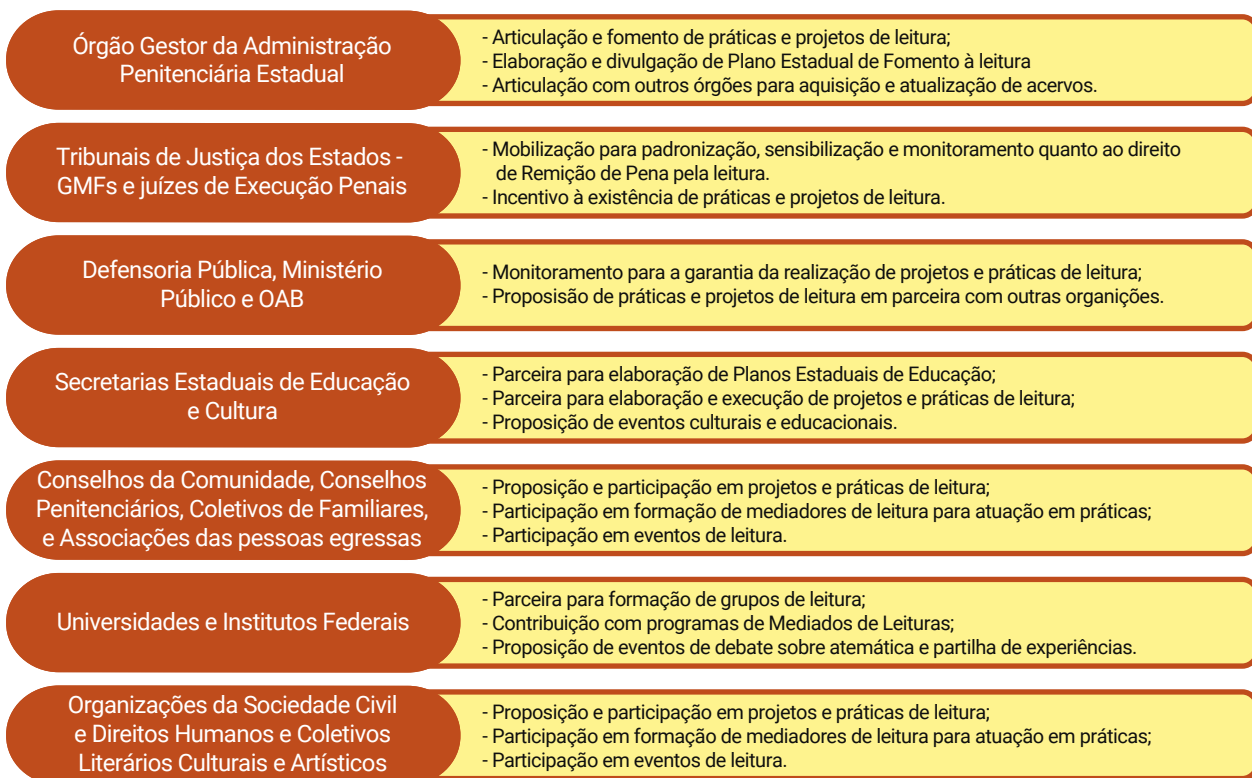 Órgão Gestor da Administração
Penitenciária Estadual
- Articulação e fomento de práticas e projetos de leitura;
- Elaboração e divulgação de Plano Estadual de Fomento à leitura
- Articulação com outros órgões para aquisição e atualização de acervos.
Tribunais de Justiça dos Estados -
GMFs e juízes de Execução Penais
- Mobilização para padronização, sensibilização e monitoramento quanto ao direito
de Remição de Pena pela leitura.
- Incentivo à existência de práticas e projetos de leitura.
Defensoria Pública, Ministério
Público e OAB
- Monitoramento para a garantia da realização de projetos e práticas de leitura;
- Proposisão de práticas e projetos de leitura em parceira com outras organições.
Secretarias Estaduais de Educação
e Cultura
- Parceira para elaboração de Planos Estaduais de Educação;
- Parceira para elaboração e execução de projetos e práticas de leitura;
- Proposição de eventos culturais e educacionais.
Conselhos da Comunidade, Conselhos
Penitenciários, Coletivos de Familiares,
e Associações das pessoas egressas
- Proposição e participação em projetos e práticas de leitura;
- Participação em formação de mediadores de leitura para atuação em práticas;
- Participação em eventos de leitura.
Universidades e Institutos Federais
- Parceira para formação de grupos de leitura;
- Contribuição com programas de Mediados de Leituras;
- Proposição de eventos de debate sobre atemática e partilha de experiências.
Organizações da Sociedade Civil
e Direitos Humanos e Coletivos
Literários Culturais e Artísticos
- Proposição e participação em projetos e práticas de leitura;
- Participação em formação de mediadores de leitura para atuação em práticas;
- Participação em eventos de leitura.